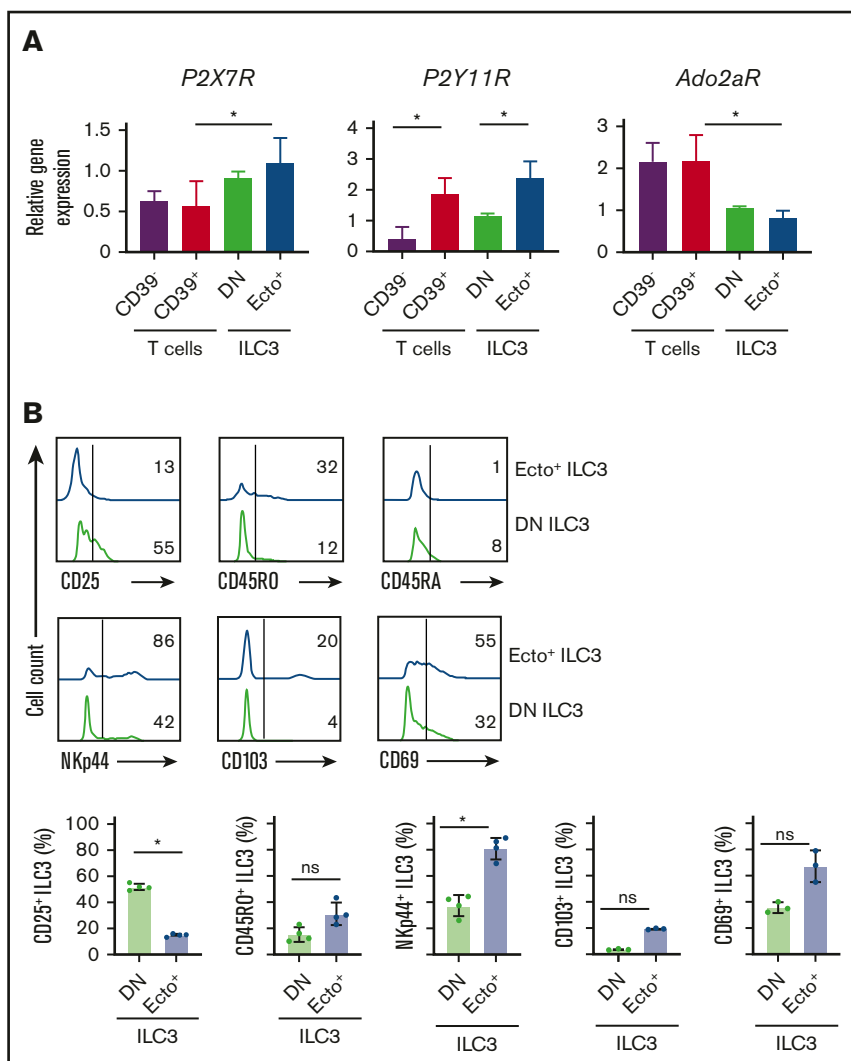 A
P2X7R
P2Y11R
Ado2aR
Relative gene
expression
1.5
1.0
0.5
0
CD39-
CD39+
DN
Ecto+
T cells
ILC3
*
4
3
2
1
0
CD39-
CD39+
DN
Ecto+
T cells
ILC3
*
*
2
1
0
CD39-
CD39+
DN
Ecto+
T cells
ILC3
*
B
Cell count
13
55
CD25
32
12
CD45RO
1
8
CD45RA
Ecto+ ILC3
DN ILC3
86
42
NKp44
20
4
CD103
55
32
CD69
Ecto+ ILC3
DN ILC3
CD25+ ILC3 (%)
100
80
60
40
20
0
*
DN
Ecto+
ILC3
CD45RO+ ILC3 (%)
ns
DN
Ecto+
ILC3
NKp44+ ILC3 (%)
*
DN
Ecto+
ILC3
CD103+ ILC3 (%)
ns
DN
Ecto+
ILC3
CD69+ ILC3 (%)
ns
DN
Ecto+
ILC3